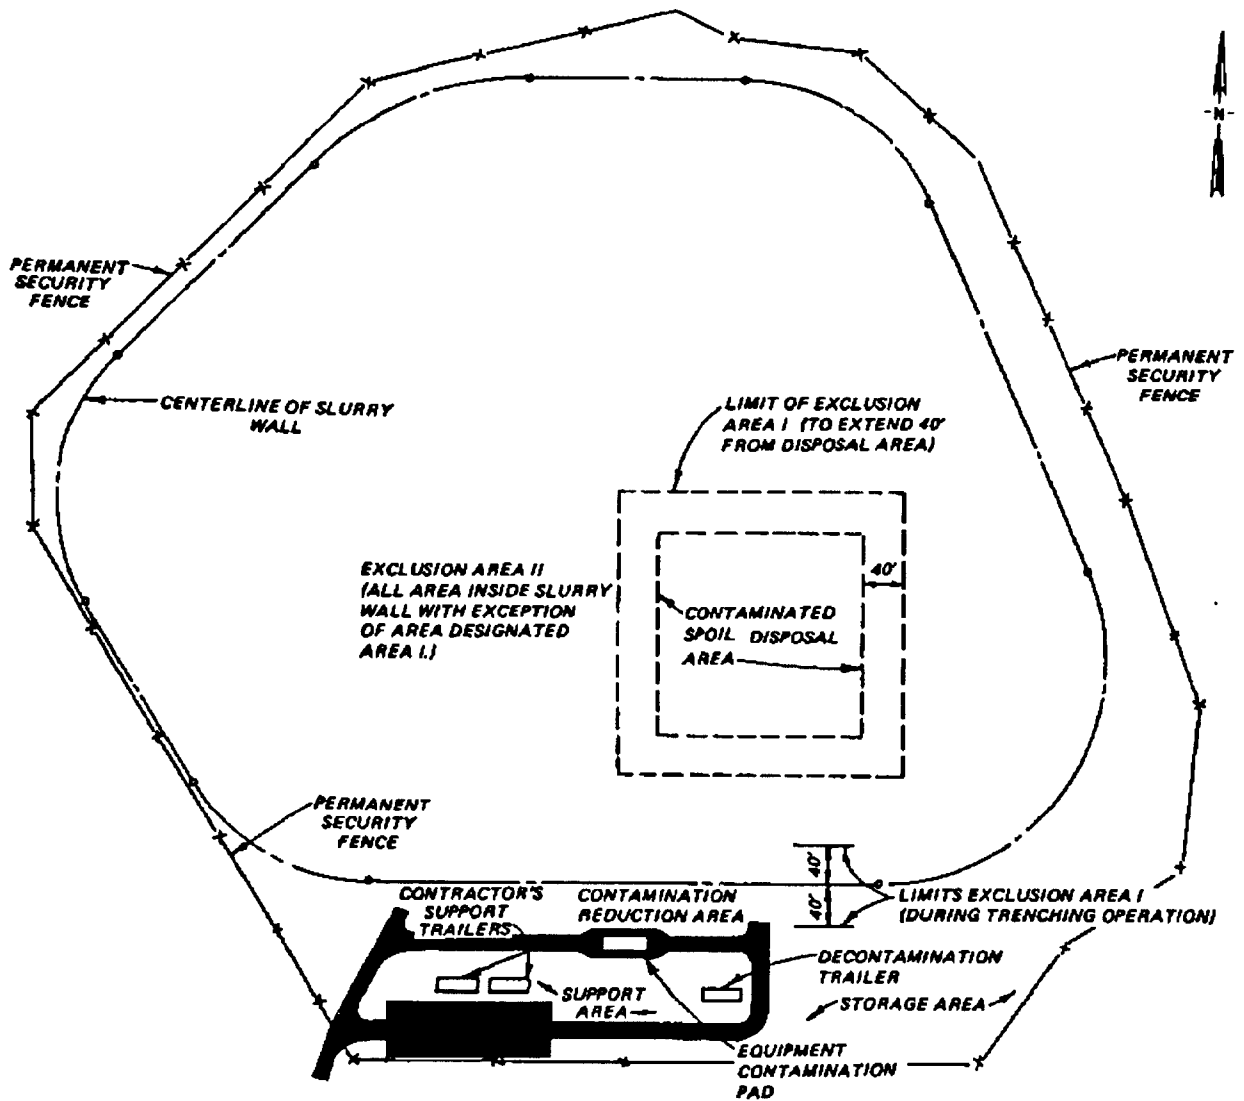 N
PERMANENT
SECURITY
FENCE
CENTERLINE OF SLURRY
WALL
LIMIT OF EXCLUSION
AREA I (TO EXTEND 40'
FROM DISPOSAL AREA)
PERMANENT
SECURITY
FENCE
EXCLUSION AREA II
(ALL AREA INSIDE SLURRY
WALL WITH EXCEPTION
OF AREA DESIGNATED
AREA I.)
40'
CONTAMINATED
SPOIL DISPOSAL
AREA
PERMANENT
SECURITY
FENCE
40'
40'
LIMITS EXCLUSION AREA I
(DURING TRENCHING OPERATION)
CONTRACTOR'S
SUPPORT
TRAILERS
CONTAMINATION
REDUCTION AREA
DECONTAMINATION
TRAILER
SUPPORT
AREA
STORAGE AREA
EQUIPMENT
CONTAMINATION
PAD